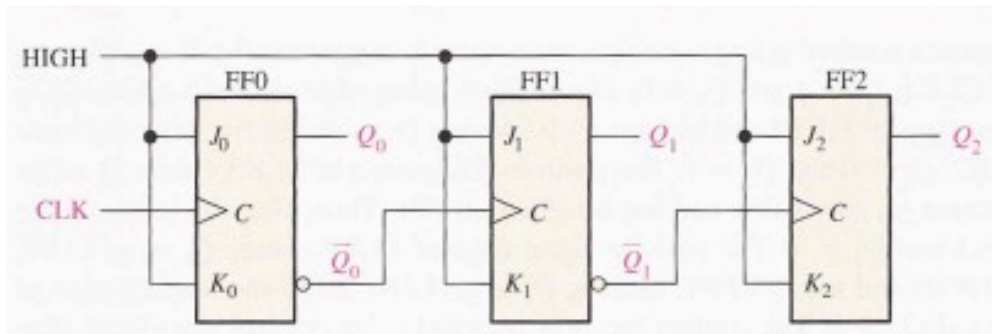 HIGH
FF0 FF1 FF2
J₀ Q₀ J₁ Q₁ J₂ Q₂
CLK C C C
Q̅₀ Q̅₁
K₀ K₁ K₂